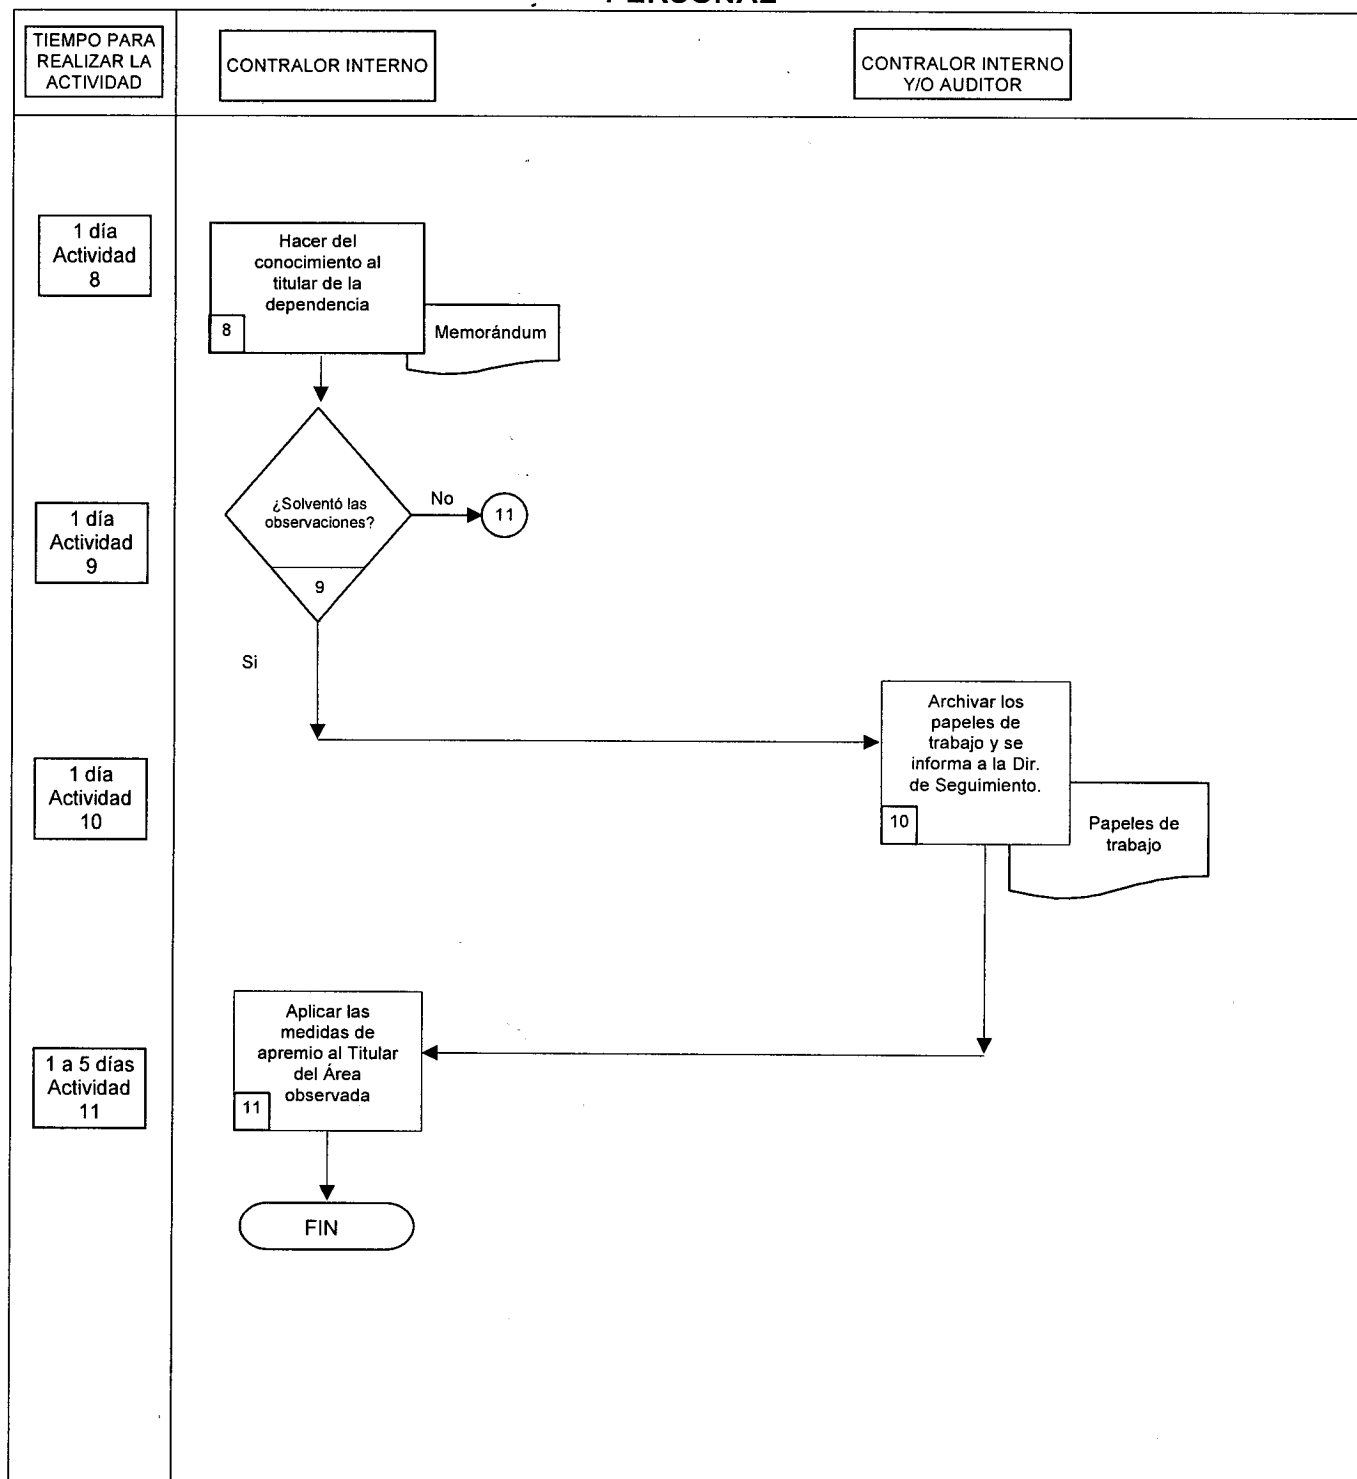 PERSONAL
TIEMPO PARA
REALIZAR LA
ACTIVIDAD
CONTRALOR INTERNO
CONTRALOR INTERNO
Y/O AUDITOR
1 día
Actividad
8
Hacer del
conocimiento al
titular de la
dependencia
8
Memorándum
1 día
Actividad
9
¿Solventó las
observaciones?
9
No
11
Si
1 día
Actividad
10
Archivar los
papeles de
trabajo y se
informa a la Dir.
de Seguimiento.
10
Papeles de
trabajo
1 a 5 días
Actividad
11
Aplicar las
medidas de
apremio al Titular
del Área
observada
11
FIN